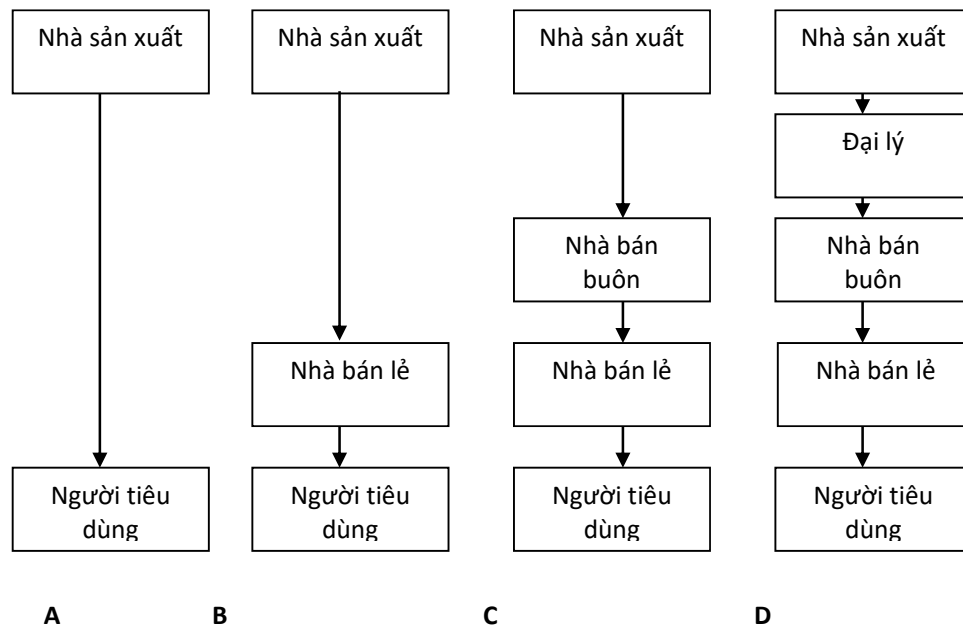 Nhà sản xuất
Nhà sản xuất
Nhà sản xuất
Nhà sản xuất
Đại lý
Nhà bán
buôn
Nhà bán
buôn
Nhà bán lẻ
Nhà bán lẻ
Nhà bán lẻ
Người tiêu
dùng
Người tiêu
dùng
Người tiêu
dùng
Người tiêu
dùng
A B C D